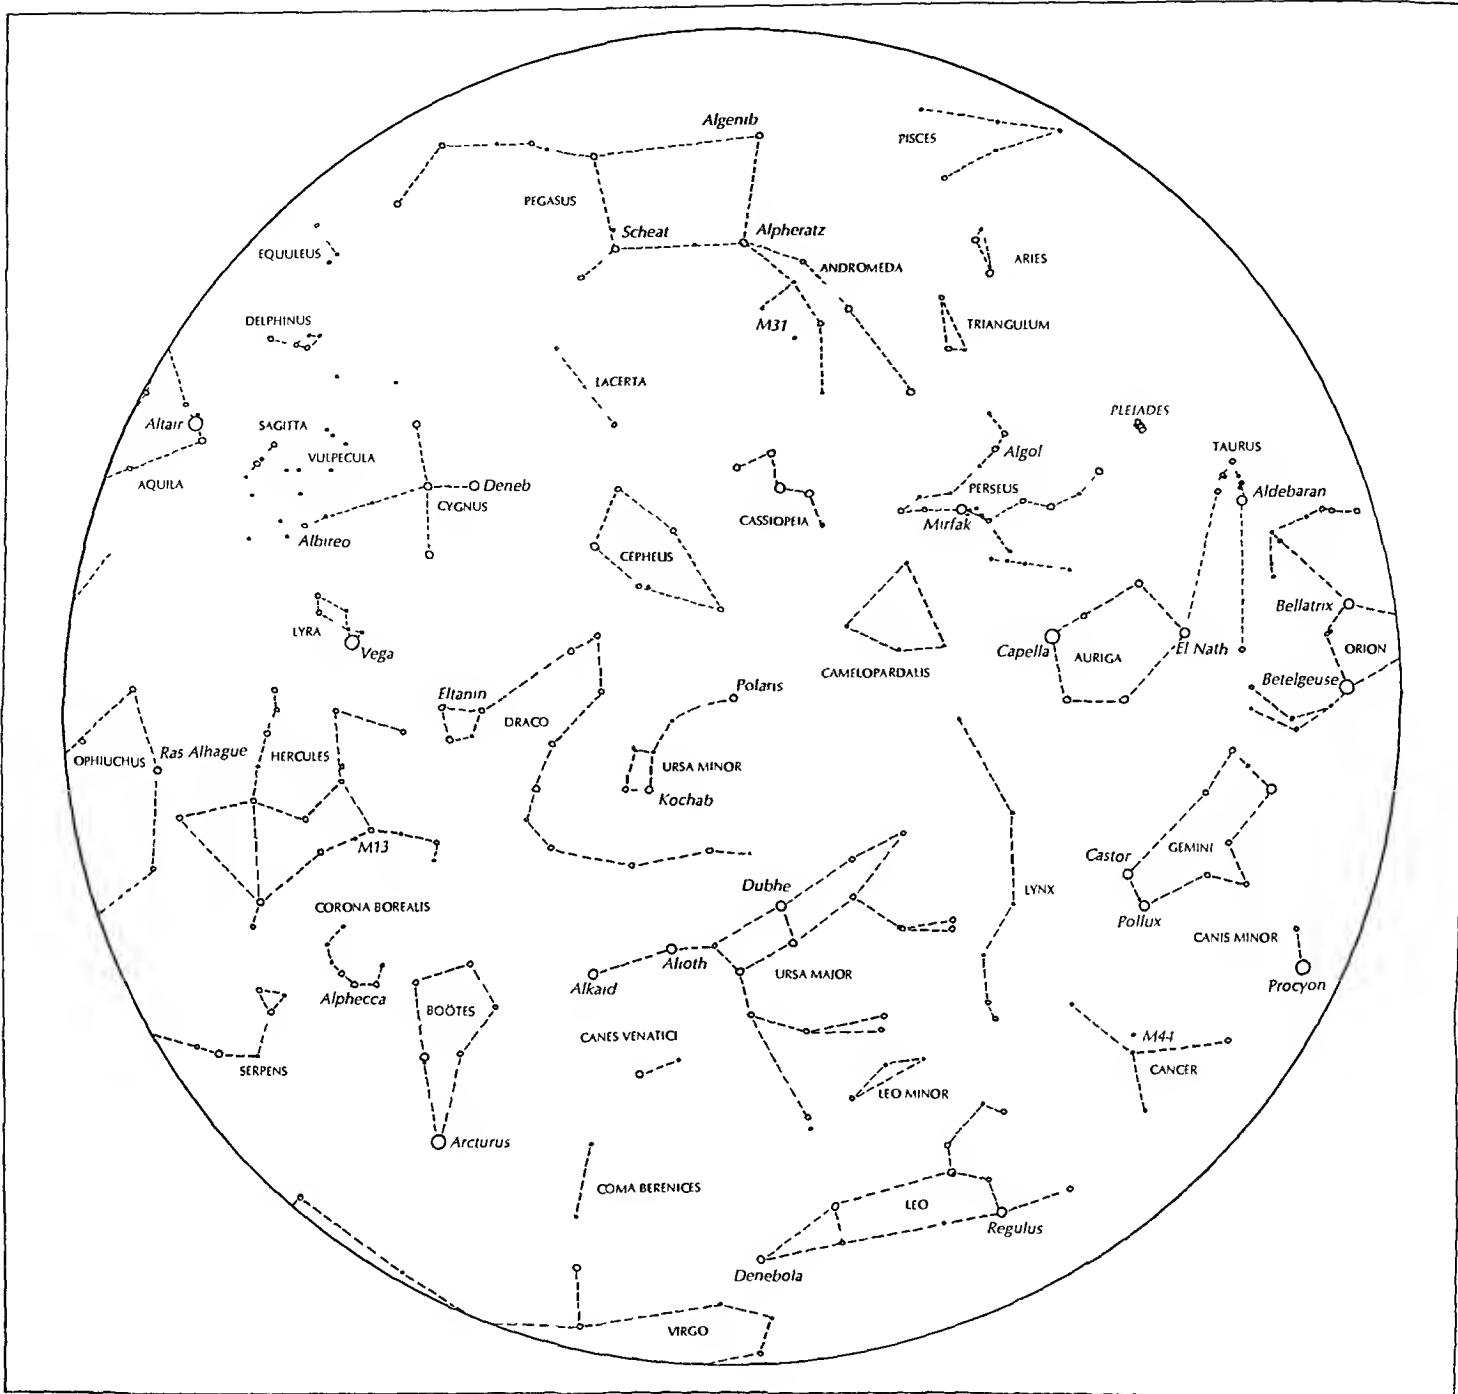 Algenib
PISCES
PEGASUS
Scheat
Alpheratz
EQUULEUS
ANDROMEDA
ARIES
DELPHINUS
M31
TRIANGULUM
LACERTA
PLEIADES
Altair
SAGITTA
VULPECULA
Algol
TAURUS
AQUILA
Deneb
CYGNUS
CASSIOPEIA
PERSEUS
Aldebaran
Mirfak
Albireo
CEPHEUS
Bellatrix
LYRA
Vega
Capella
AURIGA
El Nath
ORION
CAMELOPARDALIS
Betelgeuse
Eltanin
Polaris
DRACO
OPHIUCHUS
Ras Alhague
HERCULES
URSA MINOR
Kochab
M13
Castor
GEMINI
Dubhe
LYNX
CORONA BOREALIS
Pollux
CANIS MINOR
Alioth
URSA MAJOR
Alkaid
Procyon
Alphecca
BOÖTES
CANES VENATICI
M44
SERPENS
CANCER
LEO MINOR
Arcturus
COMA BERENICES
LEO
Regulus
Denebola
VIRGO